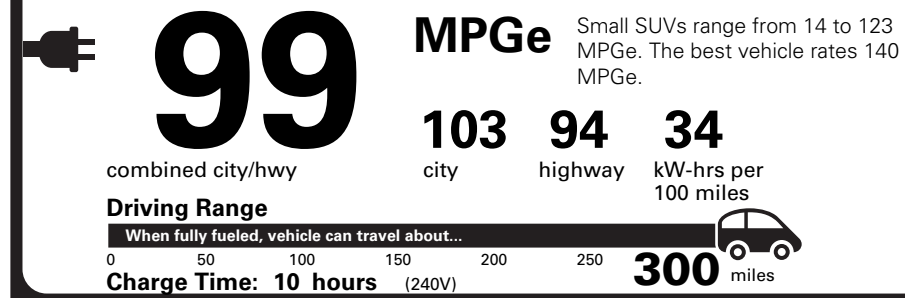 99 MPGe
Small SUVs range from 14 to 123
MPGe. The best vehicle rates 140
MPGe.
combined city/hwy
103 94 34
city highway kW-hrs per
100 miles
Driving Range
When fully fueled, vehicle can travel about...
0 50 100 150 200 250 300 miles
Charge Time: 10 hours (240V)